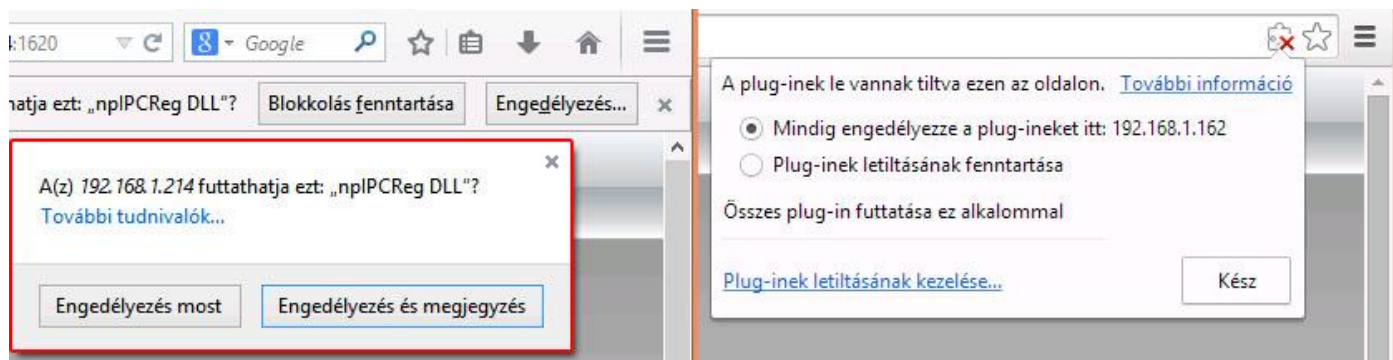 :1620 Google
hatja ezt: „npIPCReg DLL"? Blokkolás fenntartása Engedélyezés...
A(z) 192.168.1.214 futtathatja ezt: „npIPCReg DLL"?
További tudnivalók...
Engedélyezés most Engedélyezés és megjegyzés
A plug-inek le vannak tiltva ezen az oldalon. További információ
Mindig engedélyezze a plug-ineket itt: 192.168.1.162
Plug-inek letiltásának fenntartása
Összes plug-in futtatása ez alkalommal
Plug-inek letiltásának kezelése... Kész